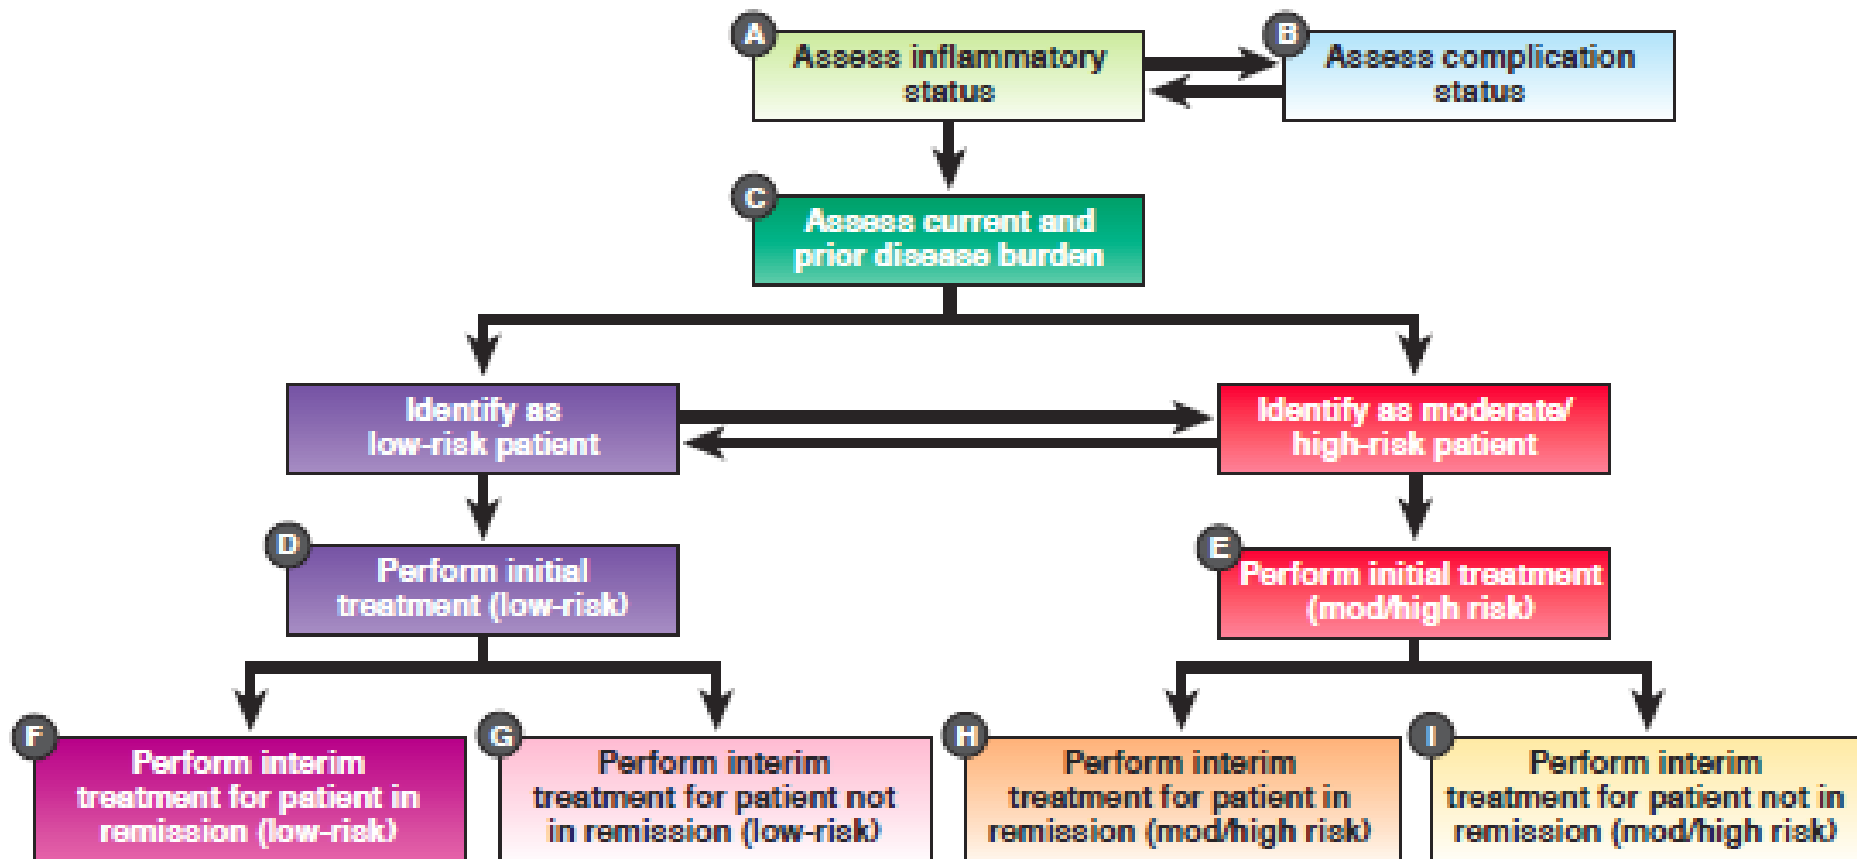 A
Assess inflammatory
status
B
Assess complication
status
C
Assess current and
prior disease burden
Identify as
low-risk patient
Identify as moderate/
high-risk patient
D
Perform initial
treatment (low-risk)
E
Perform initial treatment
(mod/high risk)
F
Perform interim
treatment for patient in
remission (low-risk)
G
Perform interim
treatment for patient not
in remission (low-risk)
H
Perform interim
treatment for patient in
remission (mod/high risk)
I
Perform interim
treatment for patient not in
remission (mod/high risk)